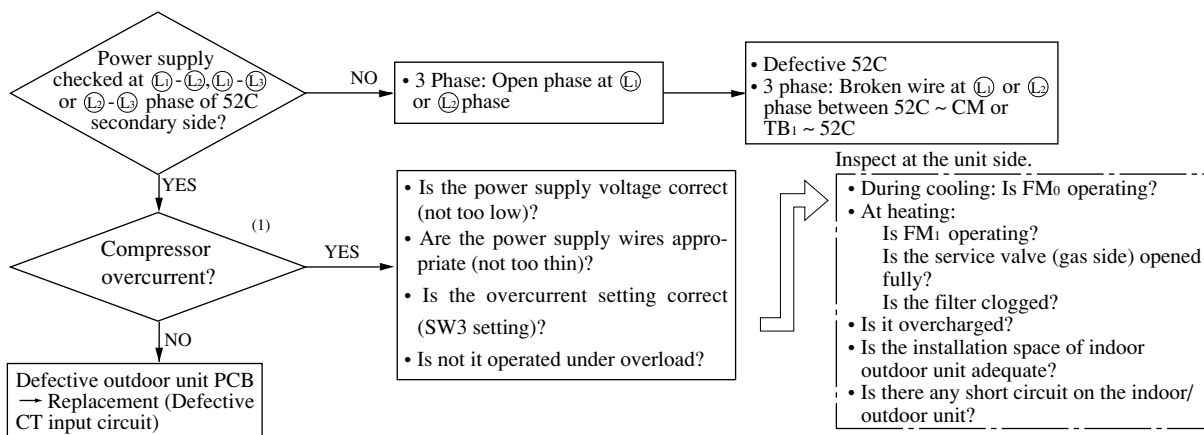 Power supply
checked at Ⓛ₁-Ⓛ₂,Ⓛ₁-Ⓛ₃
or Ⓛ₂-Ⓛ₃ phase of 52C
secondary side?
NO
• 3 Phase: Open phase at Ⓛ₁
or Ⓛ₂ phase
• Defective 52C
• 3 phase: Broken wire at Ⓛ₁ or Ⓛ₂
phase between 52C ~ CM or
TB₁ ~ 52C
YES
(1)
Compressor
overcurrent?
YES
• Is the power supply voltage correct
(not too low)?
• Are the power supply wires appro-
priate (not too thin)?
• Is the overcurrent setting correct
(SW3 setting)?
• Is not it operated under overload?
Inspect at the unit side.
• During cooling: Is FM₀ operating?
• At heating:
Is FM₁ operating?
Is the service valve (gas side) opened
fully?
Is the filter clogged?
• Is it overcharged?
• Is the installation space of indoor
outdoor unit adequate?
• Is there any short circuit on the indoor/
outdoor unit?
NO
Defective outdoor unit PCB
→ Replacement (Defective
CT input circuit)